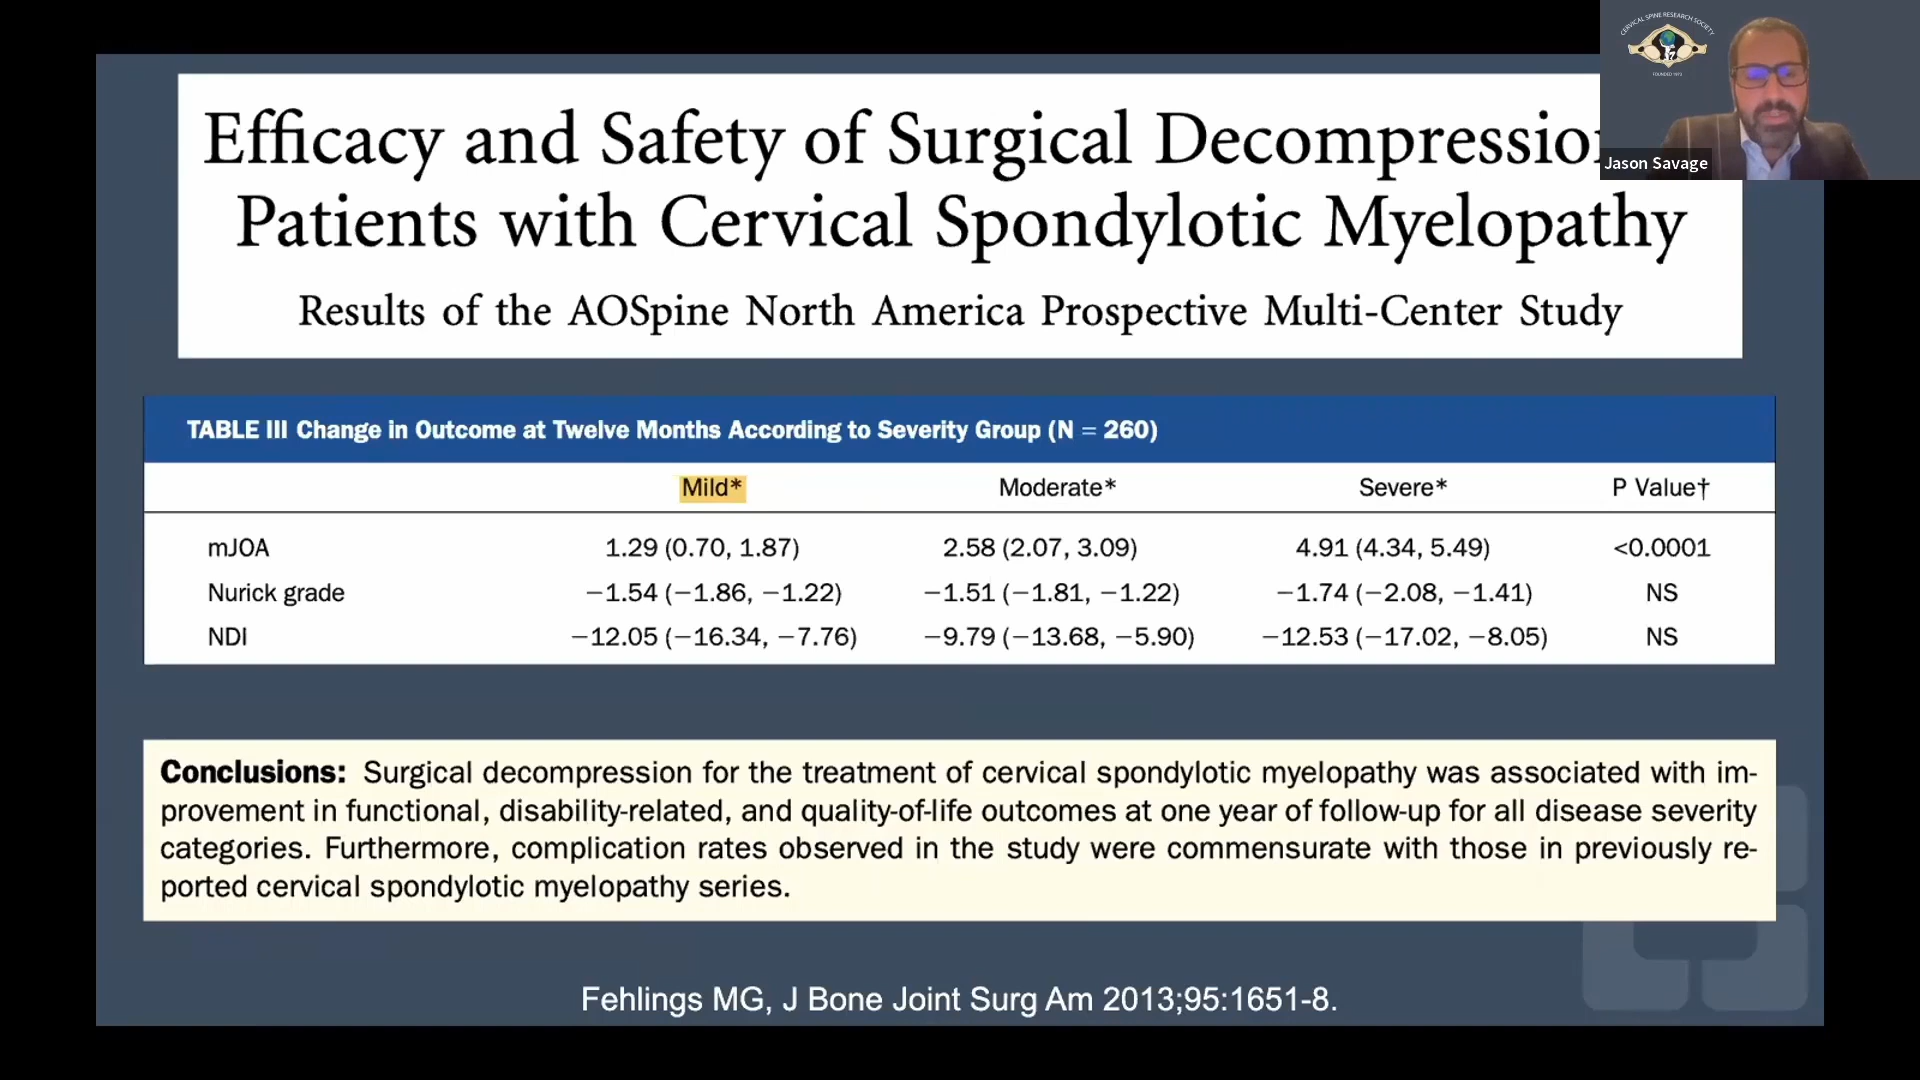 CERVICAL SPINE RESEARCH SOCIETY
FOUNDED 1973
Jason Savage
Efficacy and Safety of Surgical Decompressio
Patients with Cervical Spondylotic Myelopathy
Results of the AOSpine North America Prospective Multi-Center Study
TABLE III Change in Outcome at Twelve Months According to Severity Group (N = 260)
Mild* Moderate* Severe* P Value†
mJOA 1.29 (0.70, 1.87) 2.58 (2.07, 3.09) 4.91 (4.34, 5.49) <0.0001
Nurick grade −1.54 (−1.86, −1.22) −1.51 (−1.81, −1.22) −1.74 (−2.08, −1.41) NS
NDI −12.05 (−16.34, −7.76) −9.79 (−13.68, −5.90) −12.53 (−17.02, −8.05) NS
Conclusions: Surgical decompression for the treatment of cervical spondylotic myelopathy was associated with im-
provement in functional, disability-related, and quality-of-life outcomes at one year of follow-up for all disease severity
categories. Furthermore, complication rates observed in the study were commensurate with those in previously re-
ported cervical spondylotic myelopathy series.
Fehlings MG, J Bone Joint Surg Am 2013;95:1651-8.